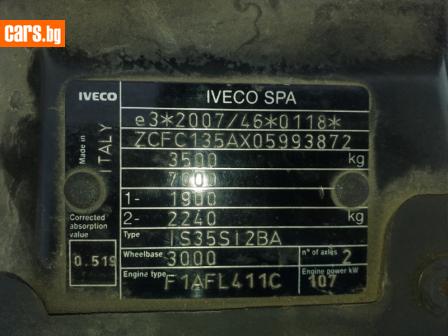 cars.bg
IVECO IVECO SPA
e3*2007/46*0118*
ZCFC135AX05993872
Made in ITALY
3500 kg
7000
1- 1900 kg
2- 2240
Corrected absorption value
0.519
Type IS35SI2BA
Wheelbase 3000 n° of axles 2
Engine type F1AFL411C Engine power kW 107